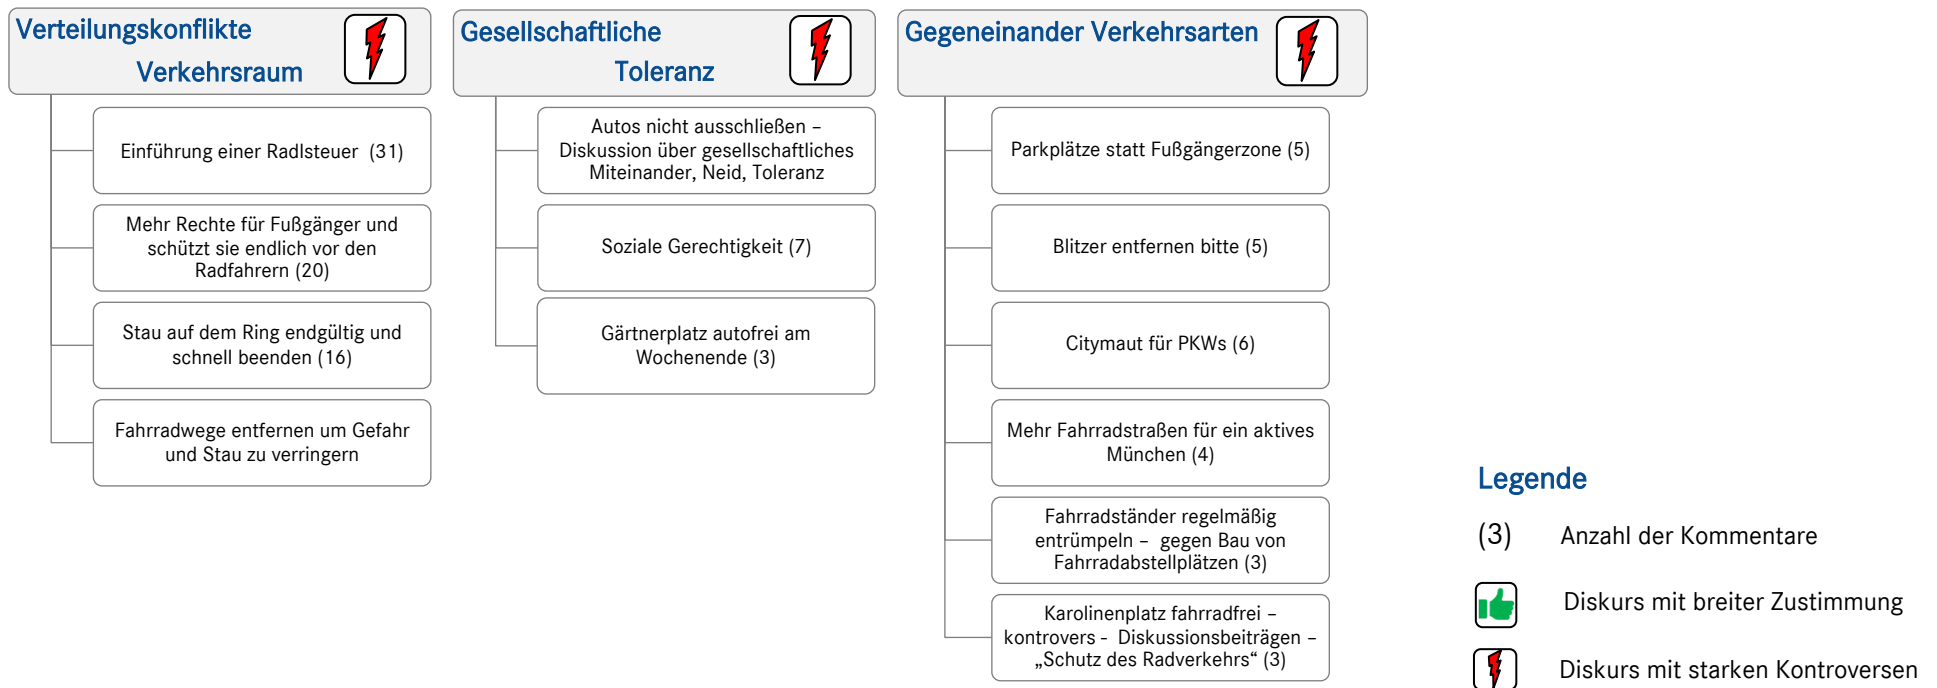 Verteilungskonflikte
Verkehrsraum
Einführung einer Radlsteuer (31)
Mehr Rechte für Fußgänger und
schützt sie endlich vor den
Radfahrern (20)
Stau auf dem Ring endgültig und
schnell beenden (16)
Fahrradwege entfernen um Gefahr
und Stau zu verringern
Gesellschaftliche
Toleranz
Autos nicht ausschließen –
Diskussion über gesellschaftliches
Miteinander, Neid, Toleranz
Soziale Gerechtigkeit (7)
Gärtnerplatz autofrei am
Wochenende (3)
Gegeneinander Verkehrsarten
Parkplätze statt Fußgängerzone (5)
Blitzer entfernen bitte (5)
Citymaut für PKWs (6)
Mehr Fahrradstraßen für ein aktives
München (4)
Fahrradständer regelmäßig
entrümpeln – gegen Bau von
Fahrradabstellplätzen (3)
Karolinenplatz fahrradfrei –
kontrovers - Diskussionsbeiträgen –
„Schutz des Radverkehrs“ (3)
Legende
(3) Anzahl der Kommentare
Diskurs mit breiter Zustimmung
Diskurs mit starken Kontroversen